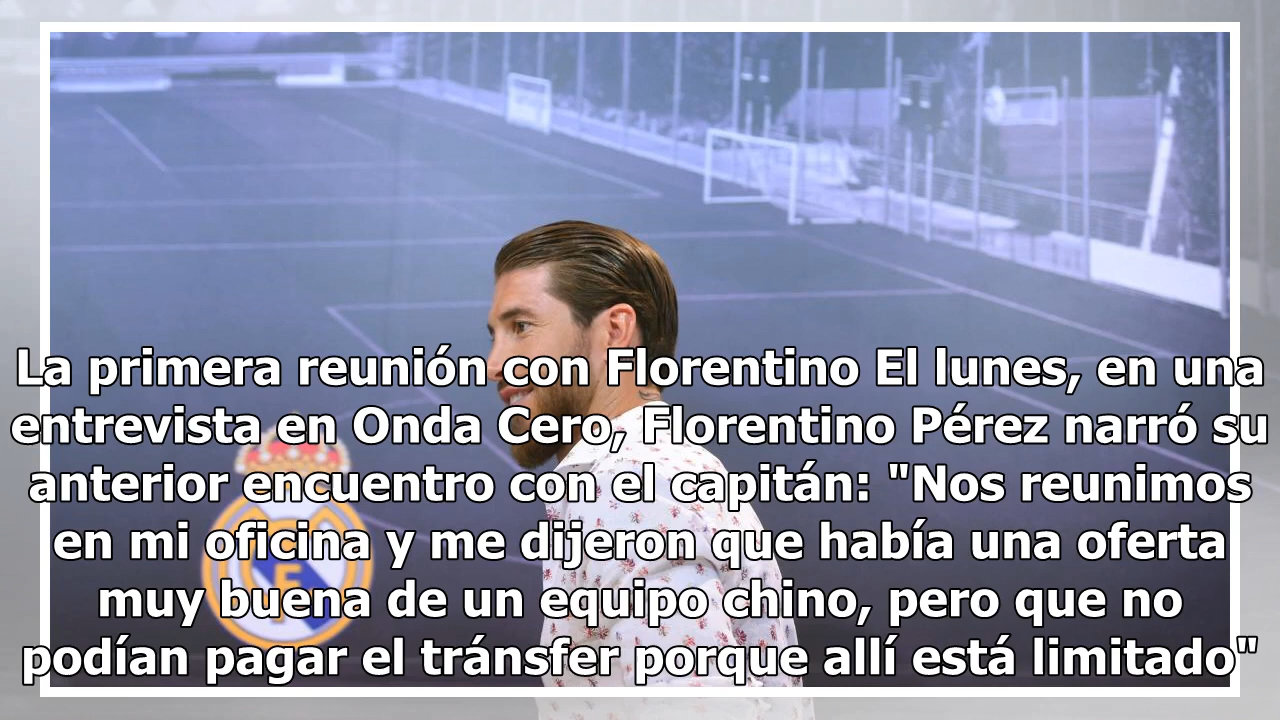 La primera reunión con Florentino El lunes, en una
entrevista en Onda Cero, Florentino Pérez narró su
anterior encuentro con el capitán: "Nos reunimos
en mi oficina y me dijeron que había una oferta
muy buena de un equipo chino, pero que no
podían pagar el tránsfer porque allí está limitado"